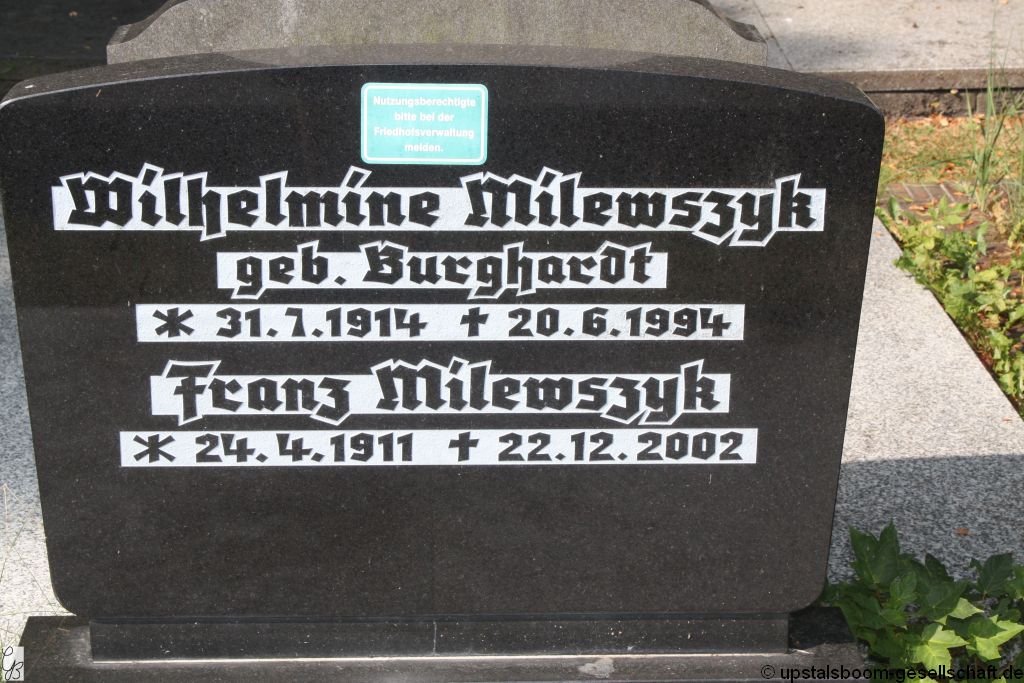 Nutzungsberechtigte
bitte bei der
Friedhofsverwaltung
melden.
Wilhelmine Milewszyk
geb. Burghardt
* 31.7.1914 † 20.6.1994
Franz Milewszyk
* 24.4.1911 † 22.12.2002
© upstalsboom-gesellschaft.de